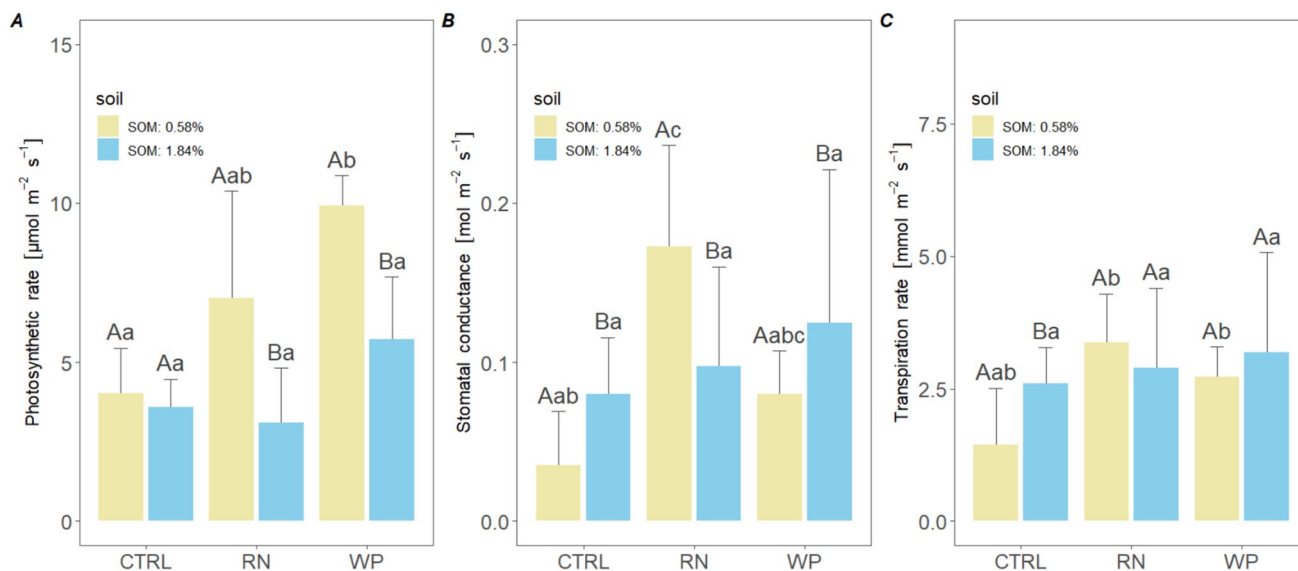 A
Photosynthetic rate [μmol m⁻² s⁻¹]
15
10
5
0
soil
SOM: 0.58%
SOM: 1.84%
Aa
Aa
Aab
Ba
Ab
Ba
CTRL
RN
WP
B
Stomatal conductance [mol m⁻² s⁻¹]
0.3
0.2
0.1
0.0
soil
SOM: 0.58%
SOM: 1.84%
Aab
Ba
Ac
Ba
Aabc
Ba
CTRL
RN
WP
C
Transpiration rate [mmol m⁻² s⁻¹]
7.5
5.0
2.5
0.0
soil
SOM: 0.58%
SOM: 1.84%
Aab
Ba
Ab
Aa
Ab
Aa
CTRL
RN
WP